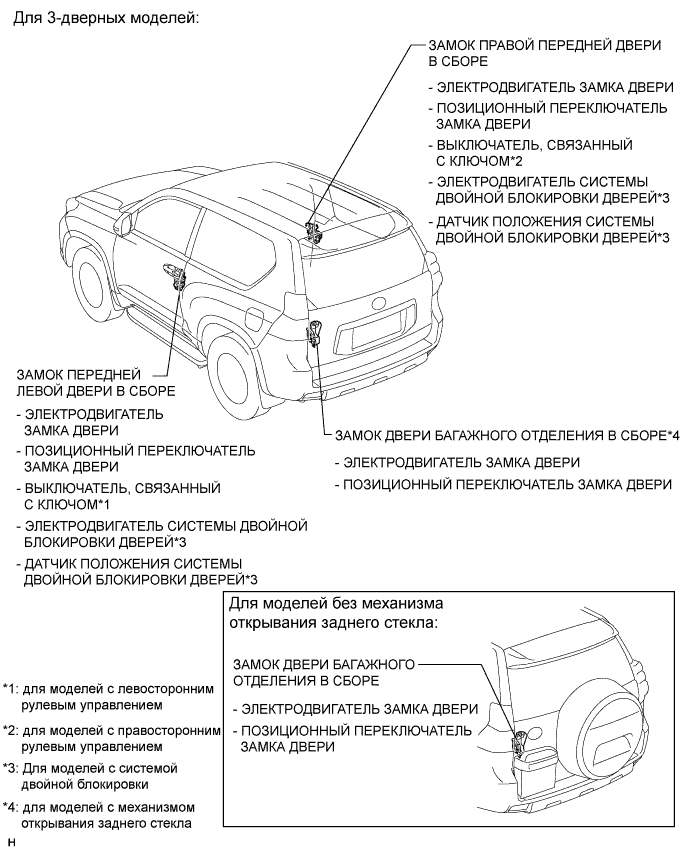 Для 3-дверных моделей:
ЗАМОК ПРАВОЙ ПЕРЕДНЕЙ ДВЕРИ
В СБОРЕ
- ЭЛЕКТРОДВИГАТЕЛЬ ЗАМКА ДВЕРИ
- ПОЗИЦИОННЫЙ ПЕРЕКЛЮЧАТЕЛЬ
ЗАМКА ДВЕРИ
- ВЫКЛЮЧАТЕЛЬ, СВЯЗАННЫЙ
С КЛЮЧОМ*2
- ЭЛЕКТРОДВИГАТЕЛЬ СИСТЕМЫ
ДВОЙНОЙ БЛОКИРОВКИ ДВЕРЕЙ*3
- ДАТЧИК ПОЛОЖЕНИЯ СИСТЕМЫ
ДВОЙНОЙ БЛОКИРОВКИ ДВЕРЕЙ*3
ЗАМОК ПЕРЕДНЕЙ
ЛЕВОЙ ДВЕРИ В СБОРЕ
- ЭЛЕКТРОДВИГАТЕЛЬ
ЗАМКА ДВЕРИ
- ПОЗИЦИОННЫЙ ПЕРЕКЛЮЧАТЕЛЬ
ЗАМКА ДВЕРИ
- ВЫКЛЮЧАТЕЛЬ, СВЯЗАННЫЙ
С КЛЮЧОМ*1
- ЭЛЕКТРОДВИГАТЕЛЬ СИСТЕМЫ ДВОЙНОЙ
БЛОКИРОВКИ ДВЕРЕЙ*3
- ДАТЧИК ПОЛОЖЕНИЯ СИСТЕМЫ
ДВОЙНОЙ БЛОКИРОВКИ ДВЕРЕЙ*3
ЗАМОК ДВЕРИ БАГАЖНОГО ОТДЕЛЕНИЯ В СБОРЕ*4
- ЭЛЕКТРОДВИГАТЕЛЬ ЗАМКА ДВЕРИ
- ПОЗИЦИОННЫЙ ПЕРЕКЛЮЧАТЕЛЬ ЗАМКА ДВЕРИ
Для моделей без механизма
открывания заднего стекла:
ЗАМОК ДВЕРИ БАГАЖНОГО
ОТДЕЛЕНИЯ В СБОРЕ
- ЭЛЕКТРОДВИГАТЕЛЬ ЗАМКА ДВЕРИ
- ПОЗИЦИОННЫЙ ПЕРЕКЛЮЧАТЕЛЬ
ЗАМКА ДВЕРИ
*1: для моделей с левосторонним
рулевым управлением
*2: для моделей с правосторонним
рулевым управлением
*3: Для моделей с системой
двойной блокировки
*4: для моделей с механизмом
открывания заднего стекла
н